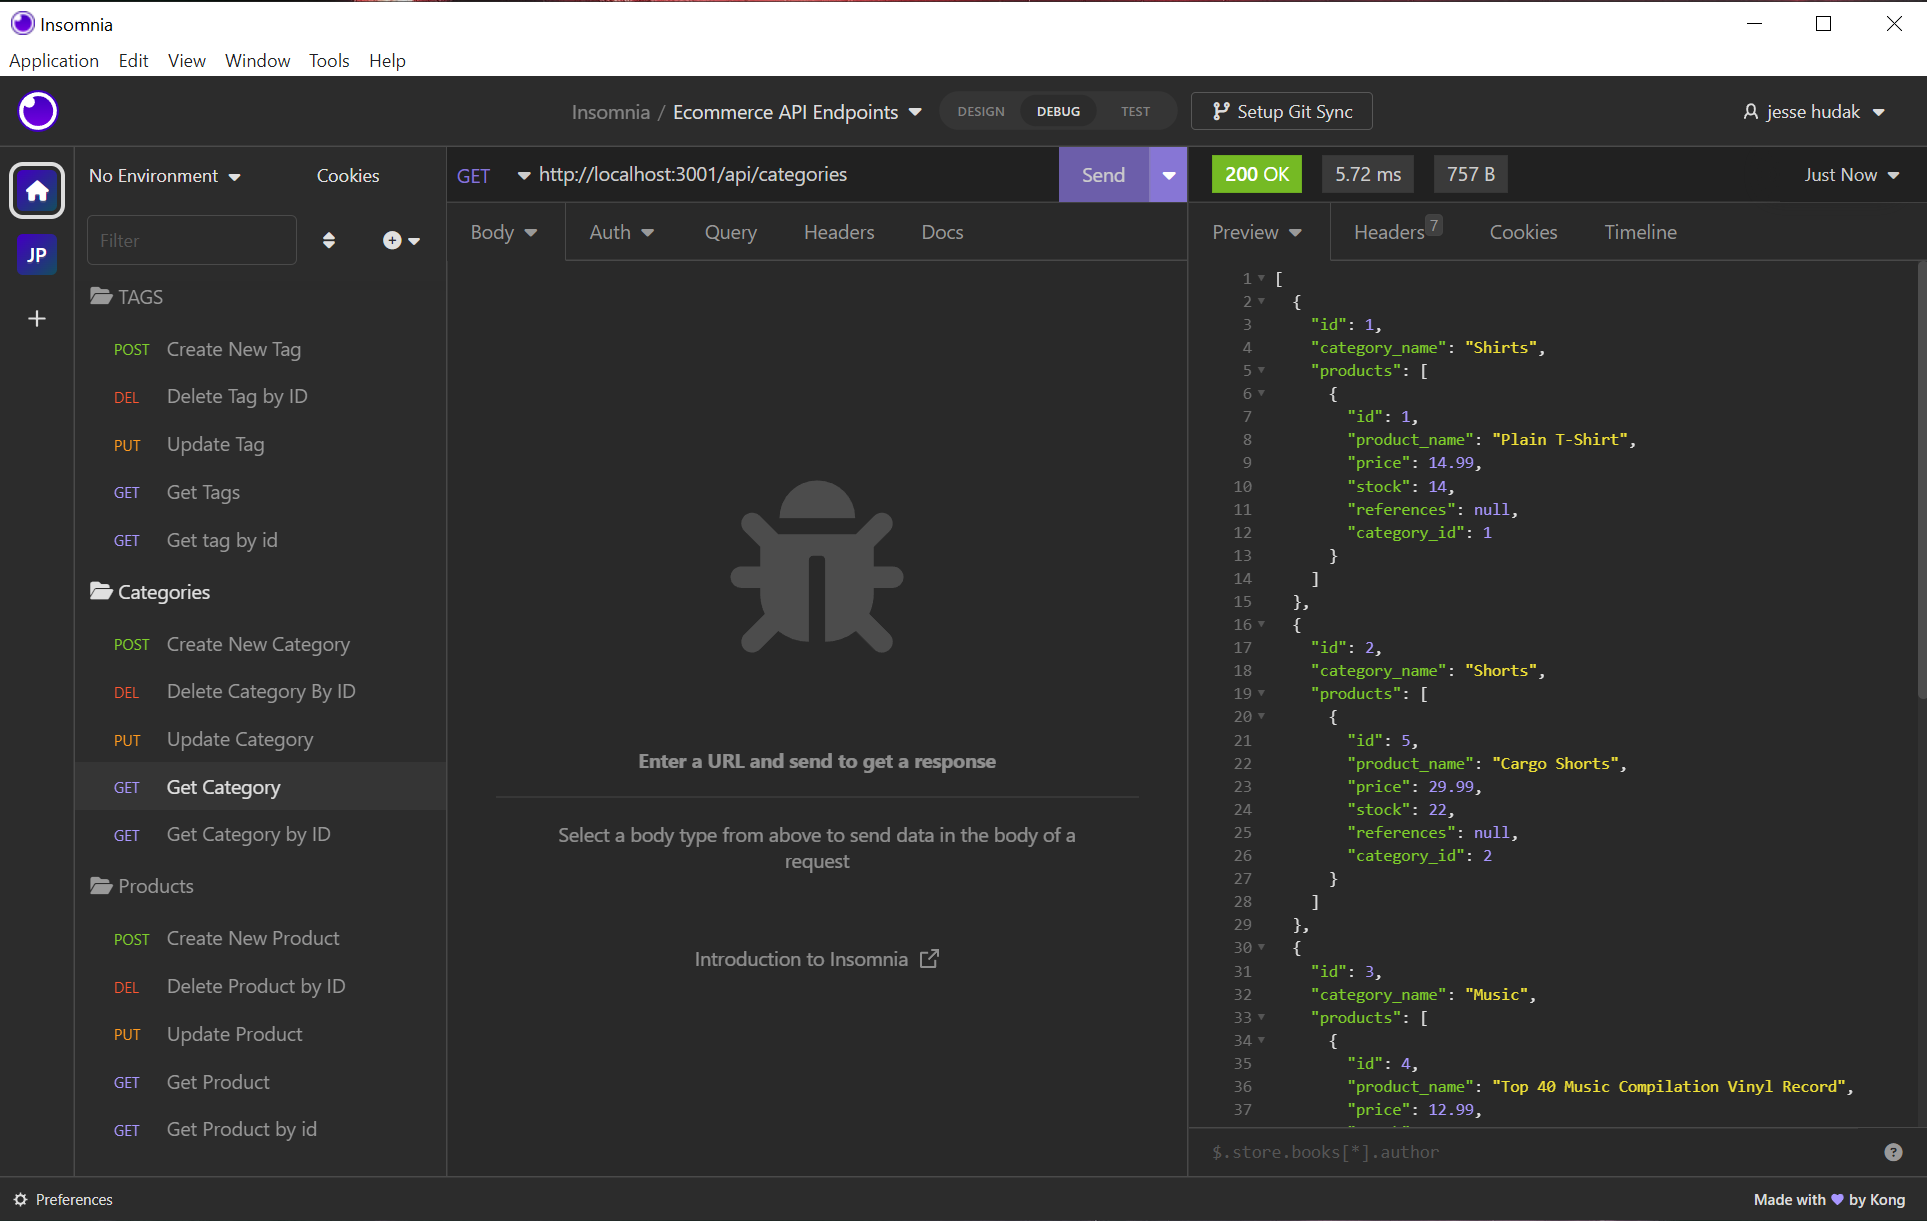 Insomnia
Application Edit View Window Tools Help
Insomnia / Ecommerce API Endpoints DESIGN DEBUG TEST Setup Git Sync jesse hudak
No Environment Cookies
Filter
JP
TAGS
POST Create New Tag
DEL Delete Tag by ID
PUT Update Tag
GET Get Tags
GET Get tag by id
Categories
POST Create New Category
DEL Delete Category By ID
PUT Update Category
GET Get Category
GET Get Category by ID
Products
POST Create New Product
DEL Delete Product by ID
PUT Update Product
GET Get Product
GET Get Product by id
GET http://localhost:3001/api/categories Send
Body Auth Query Headers Docs
Enter a URL and send to get a response
Select a body type from above to send data in the body of a
request
Introduction to Insomnia
200 OK 5.72 ms 757 B Just Now
Preview Headers 7 Cookies Timeline
1 [
2 {
3 "id": 1,
4 "category_name": "Shirts",
5 "products": [
6 {
7 "id": 1,
8 "product_name": "Plain T-Shirt",
9 "price": 14.99,
10 "stock": 14,
11 "references": null,
12 "category_id": 1
13 }
14 ]
15 },
16 {
17 "id": 2,
18 "category_name": "Shorts",
19 "products": [
20 {
21 "id": 5,
22 "product_name": "Cargo Shorts",
23 "price": 29.99,
24 "stock": 22,
25 "references": null,
26 "category_id": 2
27 }
28 ]
29 },
30 {
31 "id": 3,
32 "category_name": "Music",
33 "products": [
34 {
35 "id": 4,
36 "product_name": "Top 40 Music Compilation Vinyl Record",
37 "price": 12.99,
$.store.books[*].author
Preferences
Made with by Kong